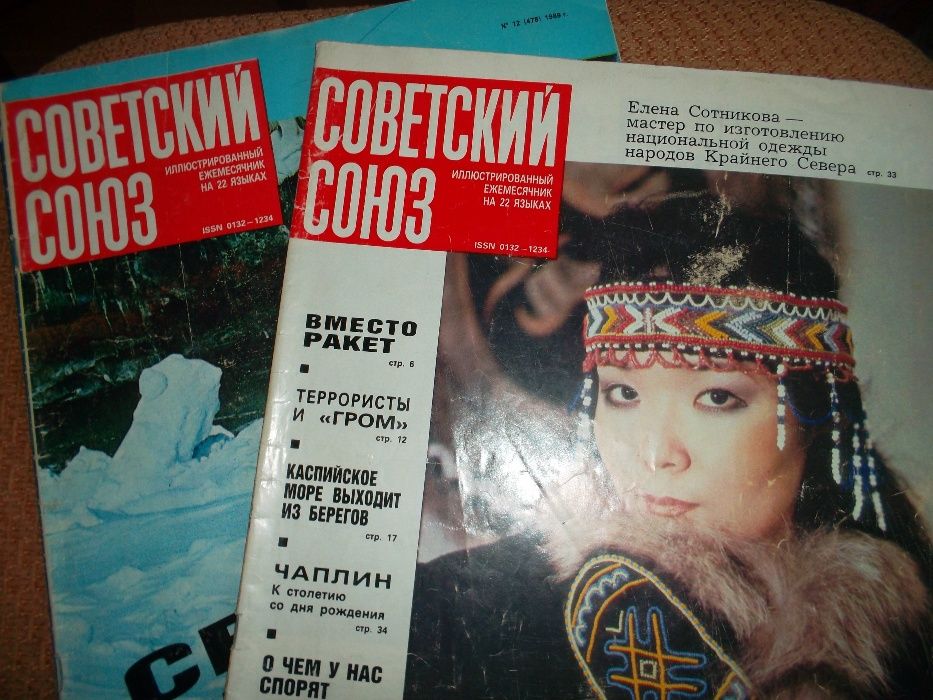 № 12 (478) 1989 г.
СОВЕТСКИЙ
СОЮЗ
ИЛЛЮСТРИРОВАННЫЙ
ЕЖЕМЕСЯЧНИК
НА 22 ЯЗЫКАХ
ISSN 0132-1234
СОВЕТСКИЙ
СОЮЗ
ИЛЛЮСТРИРОВАННЫЙ
ЕЖЕМЕСЯЧНИК
НА 22 ЯЗЫКАХ
ISSN 0132-1234
Елена Сотникова —
мастер по изготовлению
национальной одежды
народов Крайнего Севера стр. 33
ВМЕСТО
РАКЕТ
стр. 6
ТЕРРОРИСТЫ
И «ГРОМ»
стр. 12
КАСПИЙСКОЕ
МОРЕ ВЫХОДИТ
ИЗ БЕРЕГОВ
стр. 17
ЧАПЛИН
К столетию
со дня рождения
стр. 34
О ЧЕМ У НАС
СПОРЯТ